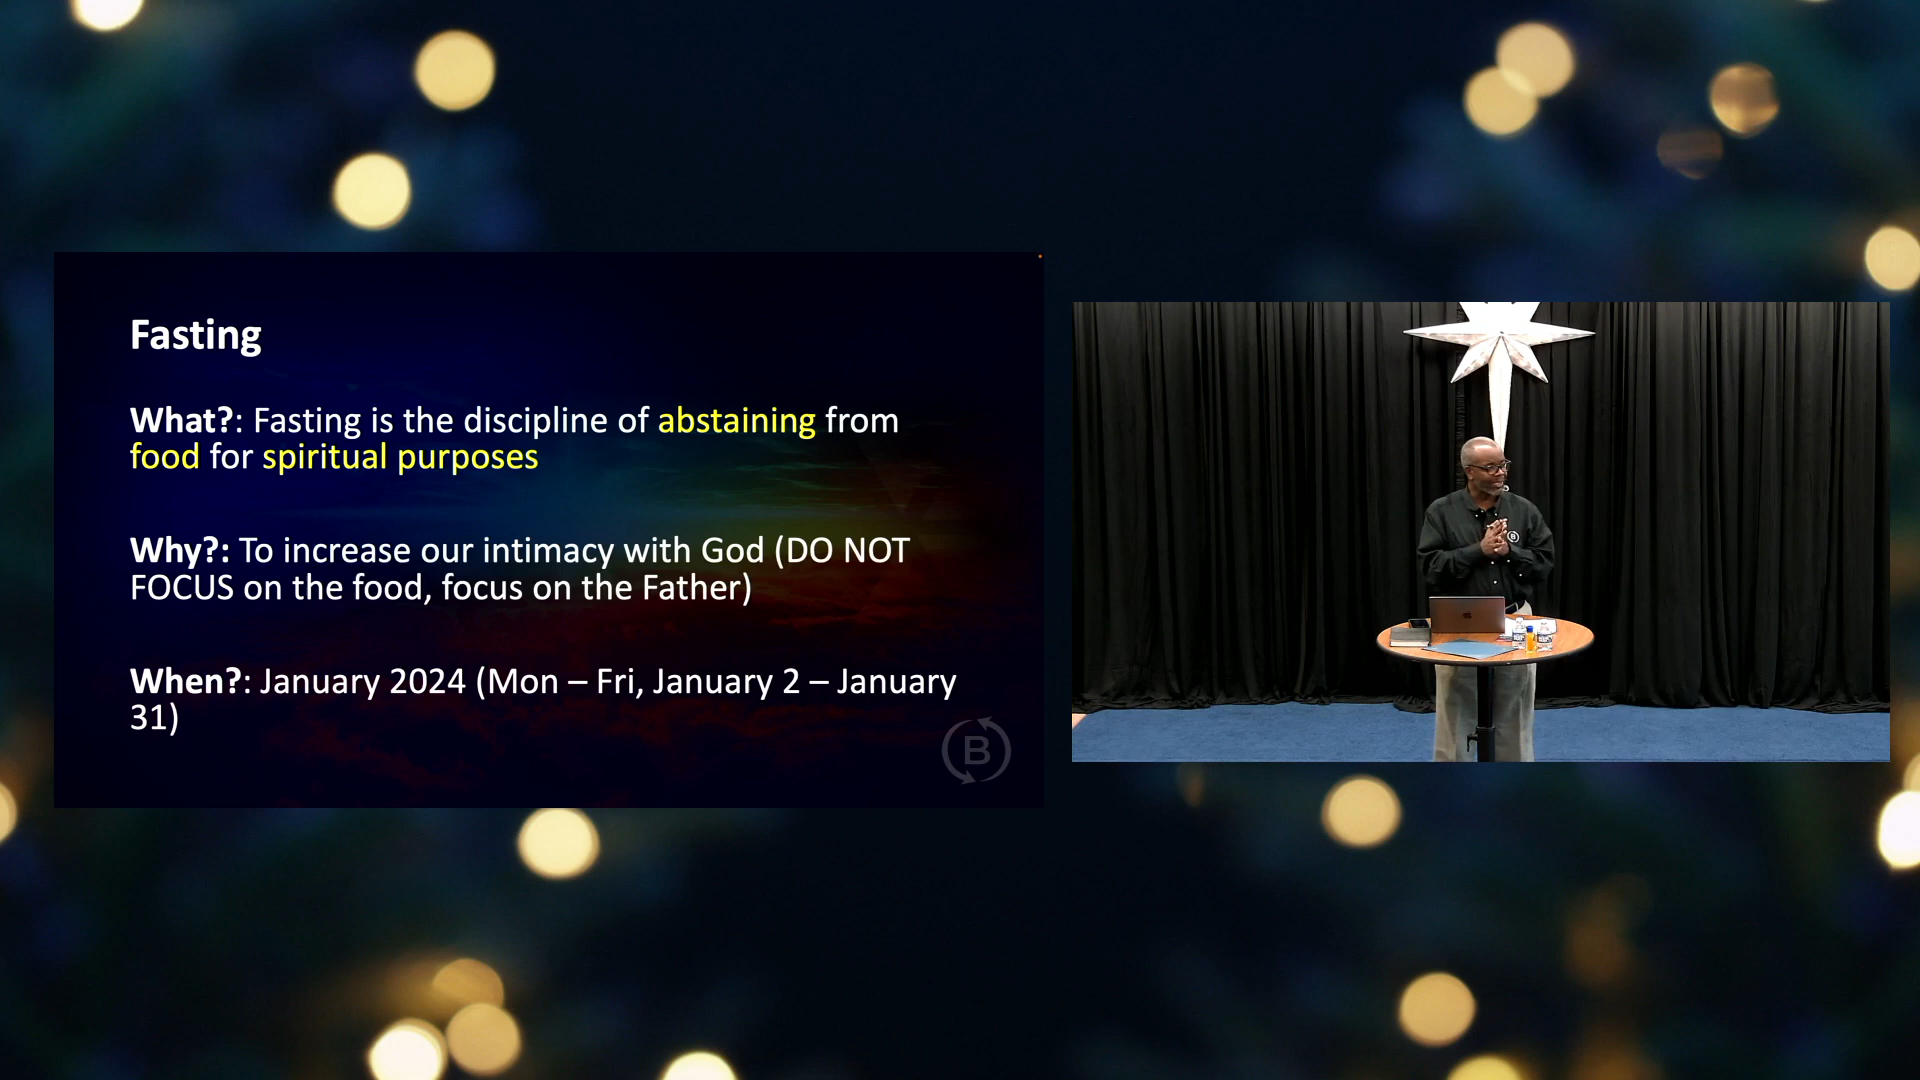 Fasting
What?: Fasting is the discipline of abstaining from
food for spiritual purposes
Why?: To increase our intimacy with God (DO NOT
FOCUS on the food, focus on the Father)
When?: January 2024 (Mon – Fri, January 2 – January
31)
B
B